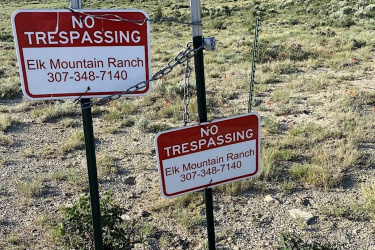 NO
TRESPASSING
Elk Mountain Ranch
307-348-7140
NO
TRESPASSING
Elk Mountain Ranch
307-348-7140